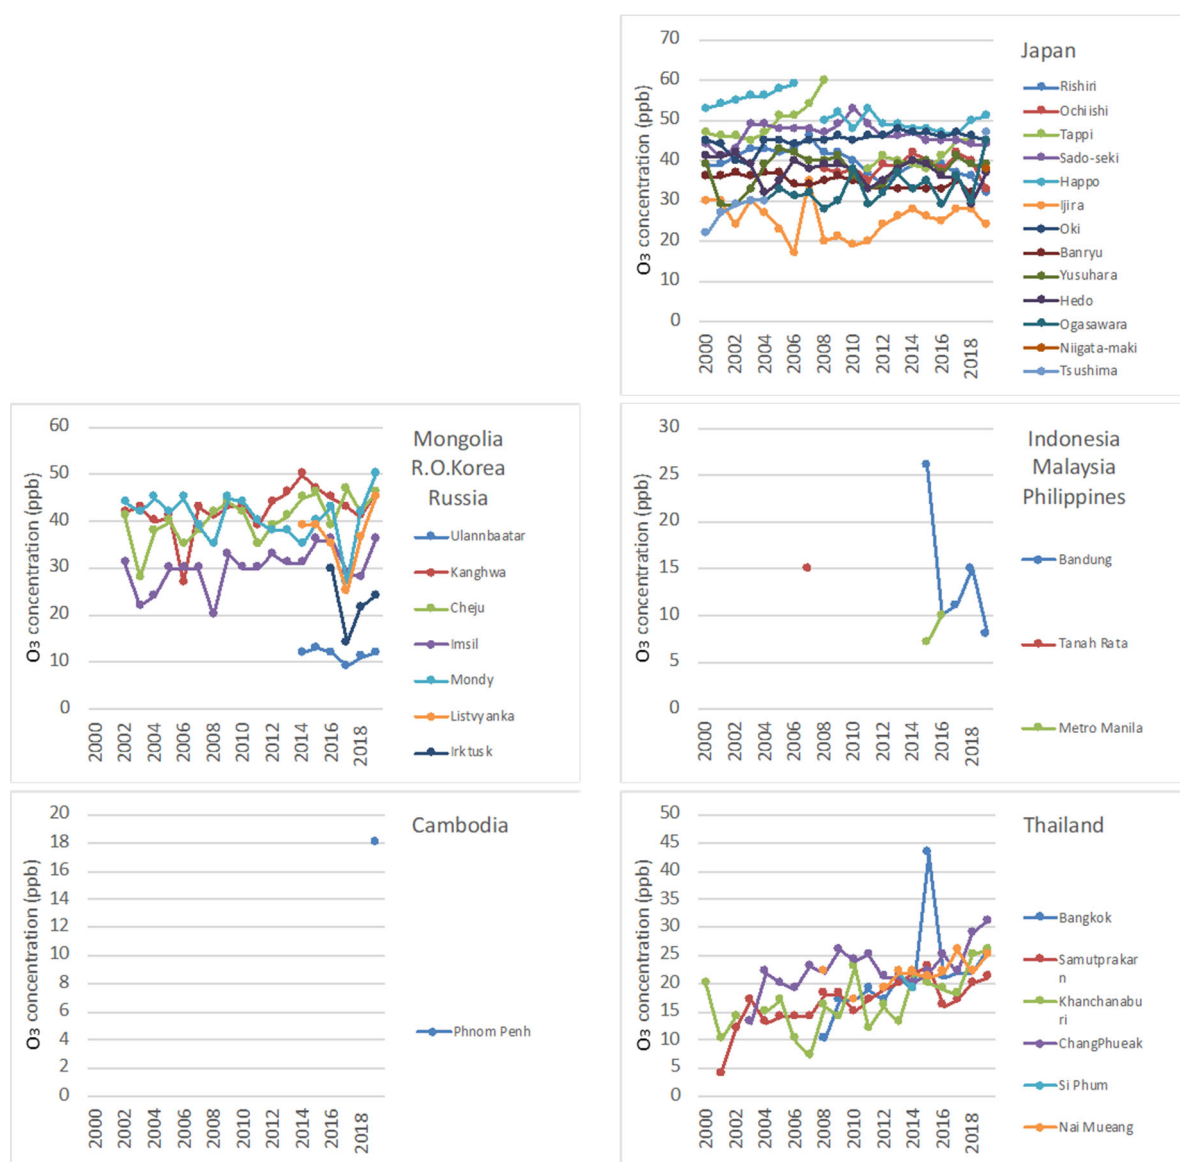 70
60
50
40
30
20
10
0
O₃ concentration (ppb)
2000
2002
2004
2006
2008
2010
2012
2014
2016
2018
Japan
Rishiri
Ochiishi
Tappi
Sado-seki
Happo
Ijira
Oki
Banryu
Yusuhara
Hedo
Ogasawara
Niigata-maki
Tsushima
60
50
40
30
20
10
0
O₃ concentration (ppb)
2000
2002
2004
2006
2008
2010
2012
2014
2016
2018
Mongolia
R.O.Korea
Russia
Ulannbaatar
Kanghwa
Cheju
Imsil
Mondy
Listvyanka
Irktusk
30
25
20
15
10
5
0
O₃ concentration (ppb)
2000
2002
2004
2006
2008
2010
2012
2014
2016
2018
Indonesia
Malaysia
Philippines
Bandung
Tanah Rata
Metro Manila
20
18
16
14
12
10
8
6
4
2
0
O₃ concentration (ppb)
2000
2002
2004
2006
2008
2010
2012
2014
2016
2018
Cambodia
Phnom Penh
50
45
40
35
30
25
20
15
10
5
0
O₃ concentration (ppb)
2000
2002
2004
2006
2008
2010
2012
2014
2016
2018
Thailand
Bangkok
Samutprakar
n
Khanchanabu
ri
ChangPhueak
Si Phum
Nai Mueang